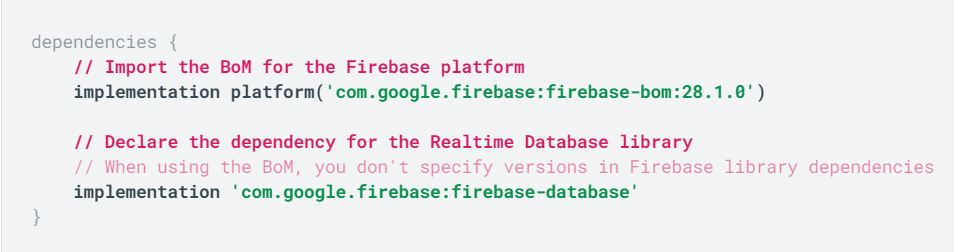 dependencies {
    // Import the BoM for the Firebase platform
    implementation platform('com.google.firebase:firebase-bom:28.1.0')
    // Declare the dependency for the Realtime Database library
    // When using the BoM, you don't specify versions in Firebase library dependencies
    implementation 'com.google.firebase:firebase-database'
}